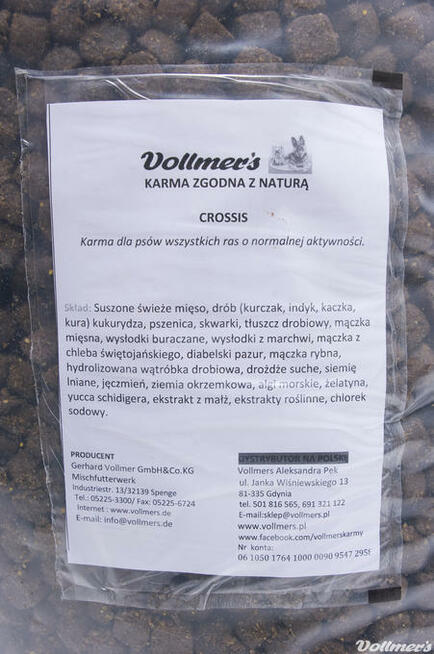 Vollmer's
KARMA ZGODNA Z NATURĄ
CROSSIS
Karma dla psów wszystkich ras o normalnej aktywności.
Skład: Suszone świeże mięso, drób (kurczak, indyk, kaczka,
kura) kukurydza, pszenica, skwarki, tłuszcz drobiowy, mączka
mięsna, wysłodki buraczane, wysłodki z marchwi, mączka z
chleba świętojańskiego, diabelski pazur, mączka rybna,
hydrolizowana wątróbka drobiowa, drożdże suche, siemię
lniane, jęczmień, ziemia okrzemkowa, algi morskie, żelatyna,
yucca schidigera, ekstrakt z małż, ekstrakty roślinne, chlorek
sodowy.
PRODUCENT
Gerhard Vollmer GmbH&Co.KG
Mischfutterwerk
Industriestr. 13/32139 Spenge
Tel.: 05225-3300/ Fax: 05225-6724
Internet : www.vollmers.de
E-mail: info@vollmers.de
DYSTRYBUTOR NA POLSKĘ
Vollmers Aleksandra Pek
ul. Janka Wiśniewskiego 13
81-335 Gdynia
tel. 501 816 565, 691 321 122
E-mail:sklep@vollmers.pl
www.vollmers.pl
www.facebook.com/vollmerskarmy
Nr konta:
06 1050 1764 1000 0090 9547 2958
Vollmer's